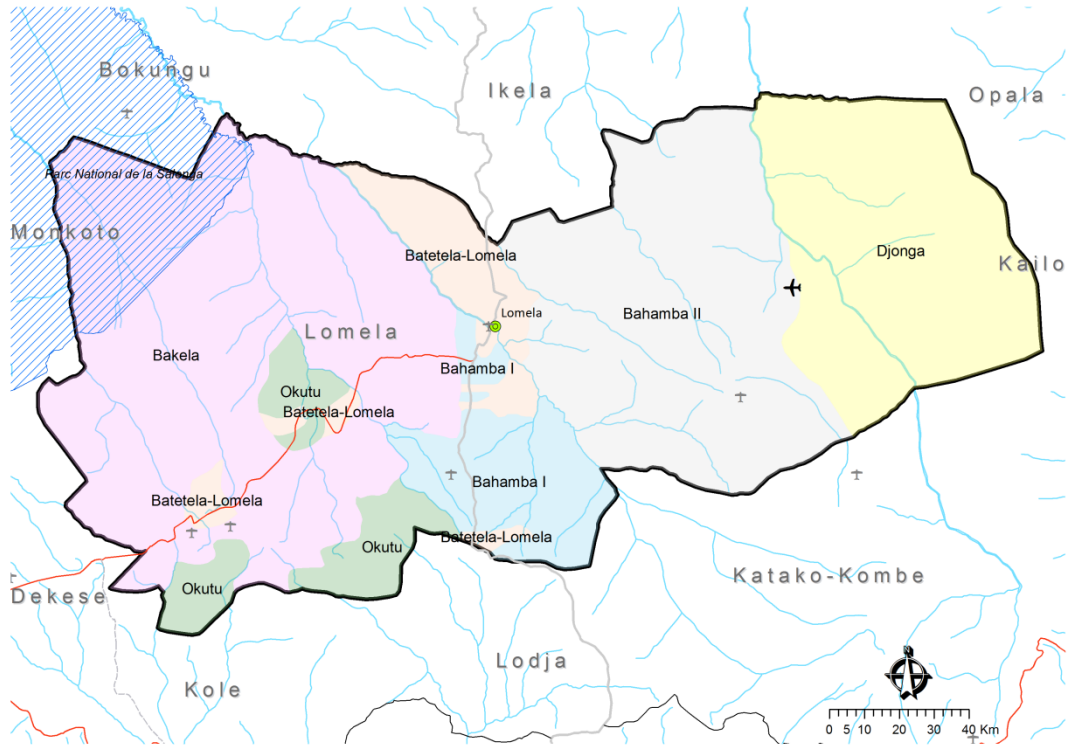 Bokungu
Ikela
Opala
Parc National de la Salonga
Monkoto
Batetela-Lomela
Djonga
Kailo
Lomela
Bahamba II
Lomela
Bakela
Bahamba I
Okutu
Batetela-Lomela
Bahamba I
Batetela-Lomela
Batetela-Lomela
Okutu
Katako-Kombe
Okutu
Dekese
Lodja
Kole
N
0 5 10 20 30 40 Km